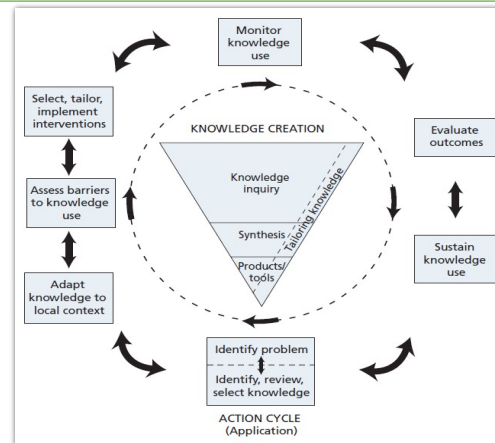 Monitor
knowledge
use
Select, tailor,
implement
interventions
KNOWLEDGE CREATION
Evaluate
outcomes
Knowledge
inquiry
Tailoring knowledge
Assess barriers
to knowledge
use
Synthesis
Products/
tools
Sustain
knowledge
use
Adapt
knowledge to
local context
Identify problem
Identify, review,
select knowledge
ACTION CYCLE
(Application)